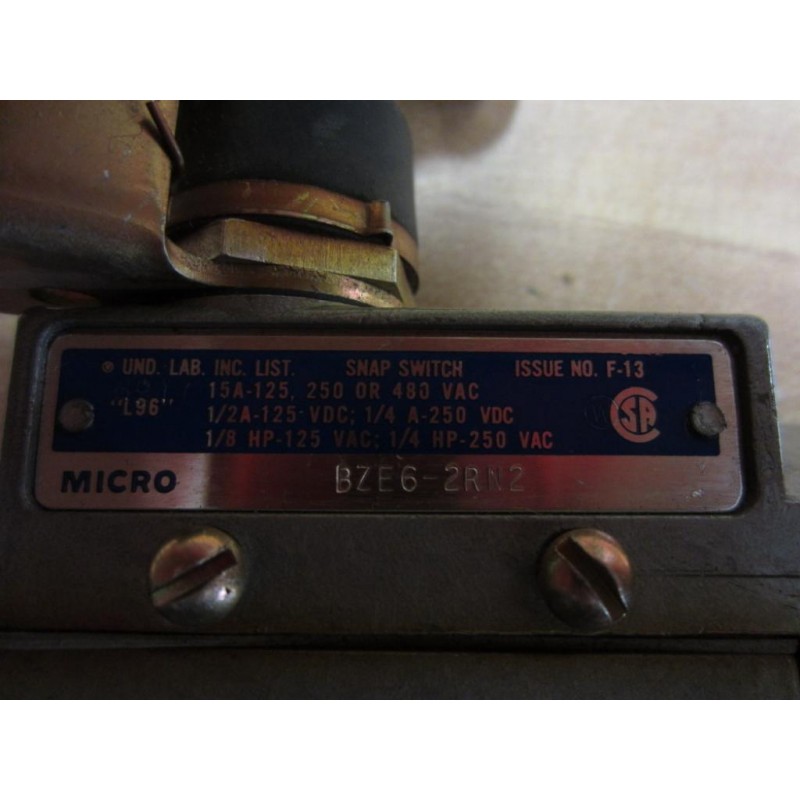 ® UND. LAB. INC. LIST. SNAP SWITCH ISSUE NO. F-13
15A-125, 250 OR 480 VAC
"L96" 1/2A-125 VDC; 1/4 A-250 VDC
1/8 HP-125 VAC; 1/4 HP-250 VAC
SA
MICRO BZE6-2RN2